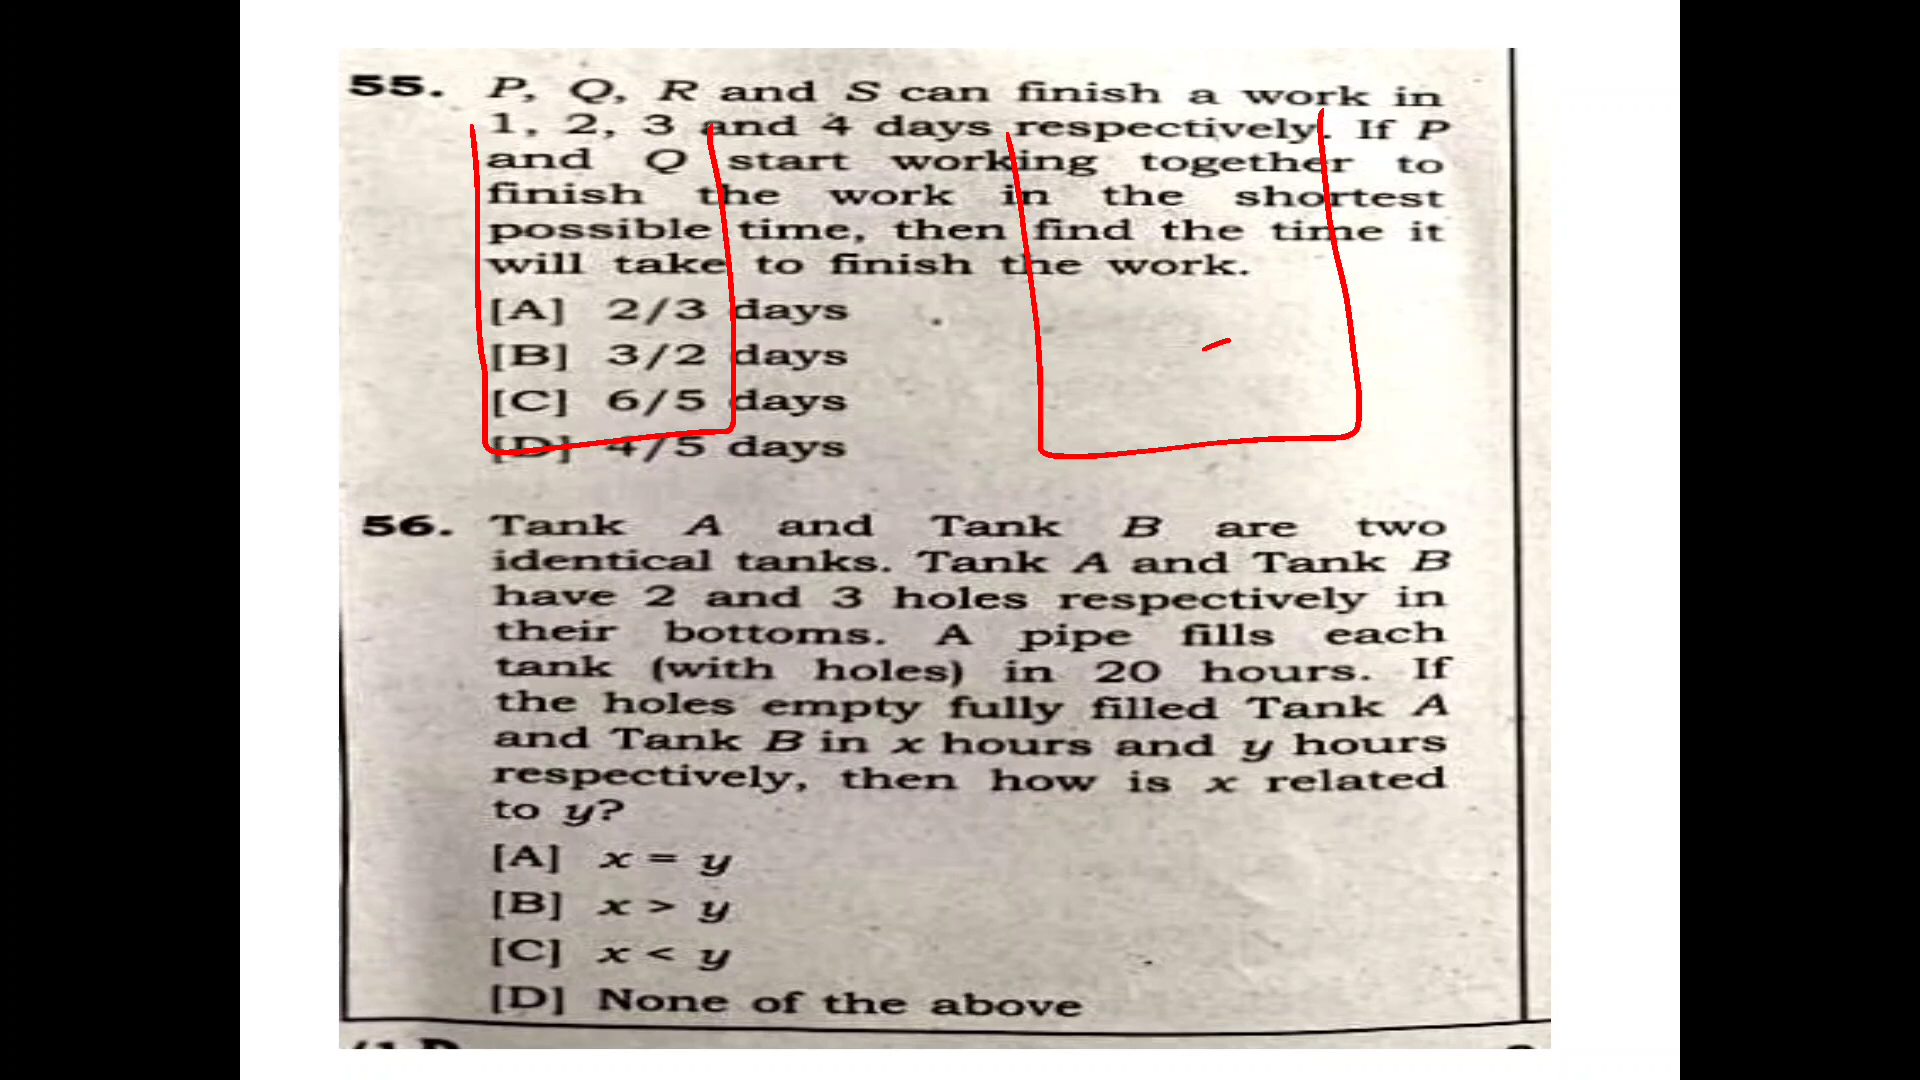 55. P, Q, R and S can finish a work in
1, 2, 3 and 4 days respectively. If P
and Q start working together to
finish the work in the shortest
possible time, then find the time it
will take to finish the work.
[A] 2/3 days
[B] 3/2 days
[C] 6/5 days
[D] 4/5 days
56. Tank A and Tank B are two
identical tanks. Tank A and Tank B
have 2 and 3 holes respectively in
their bottoms. A pipe fills each
tank (with holes) in 20 hours. If
the holes empty fully filled Tank A
and Tank B in x hours and y hours
respectively, then how is x related
to y?
[A] x = y
[B] x > y
[C] x < y
[D] None of the above